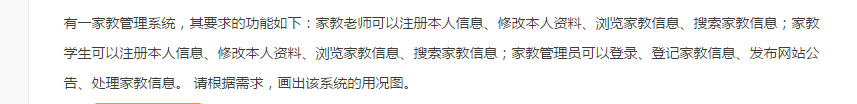 有一家教管理系统，其要求的功能如下：家教老师可以注册本人信息、修改本人资料、浏览家教信息、搜索家教信息；家教
学生可以注册本人信息、修改本人资料、浏览家教信息、搜索家教信息；家教管理员可以登录、登记家教信息、发布网站公
告、处理家教信息。 请根据需求，画出该系统的用况图。